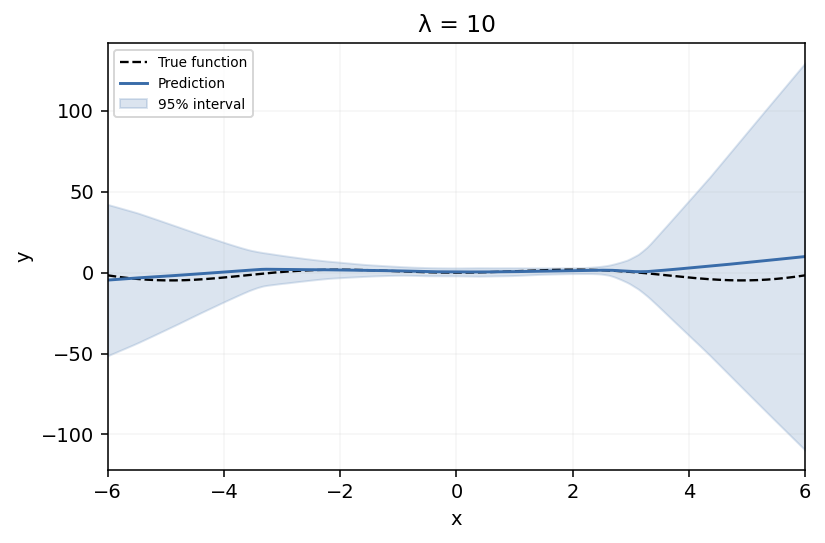 λ = 10
True function
Prediction
95% interval
100
50
0
−50
−100
y
−6
−4
−2
0
2
4
6
x